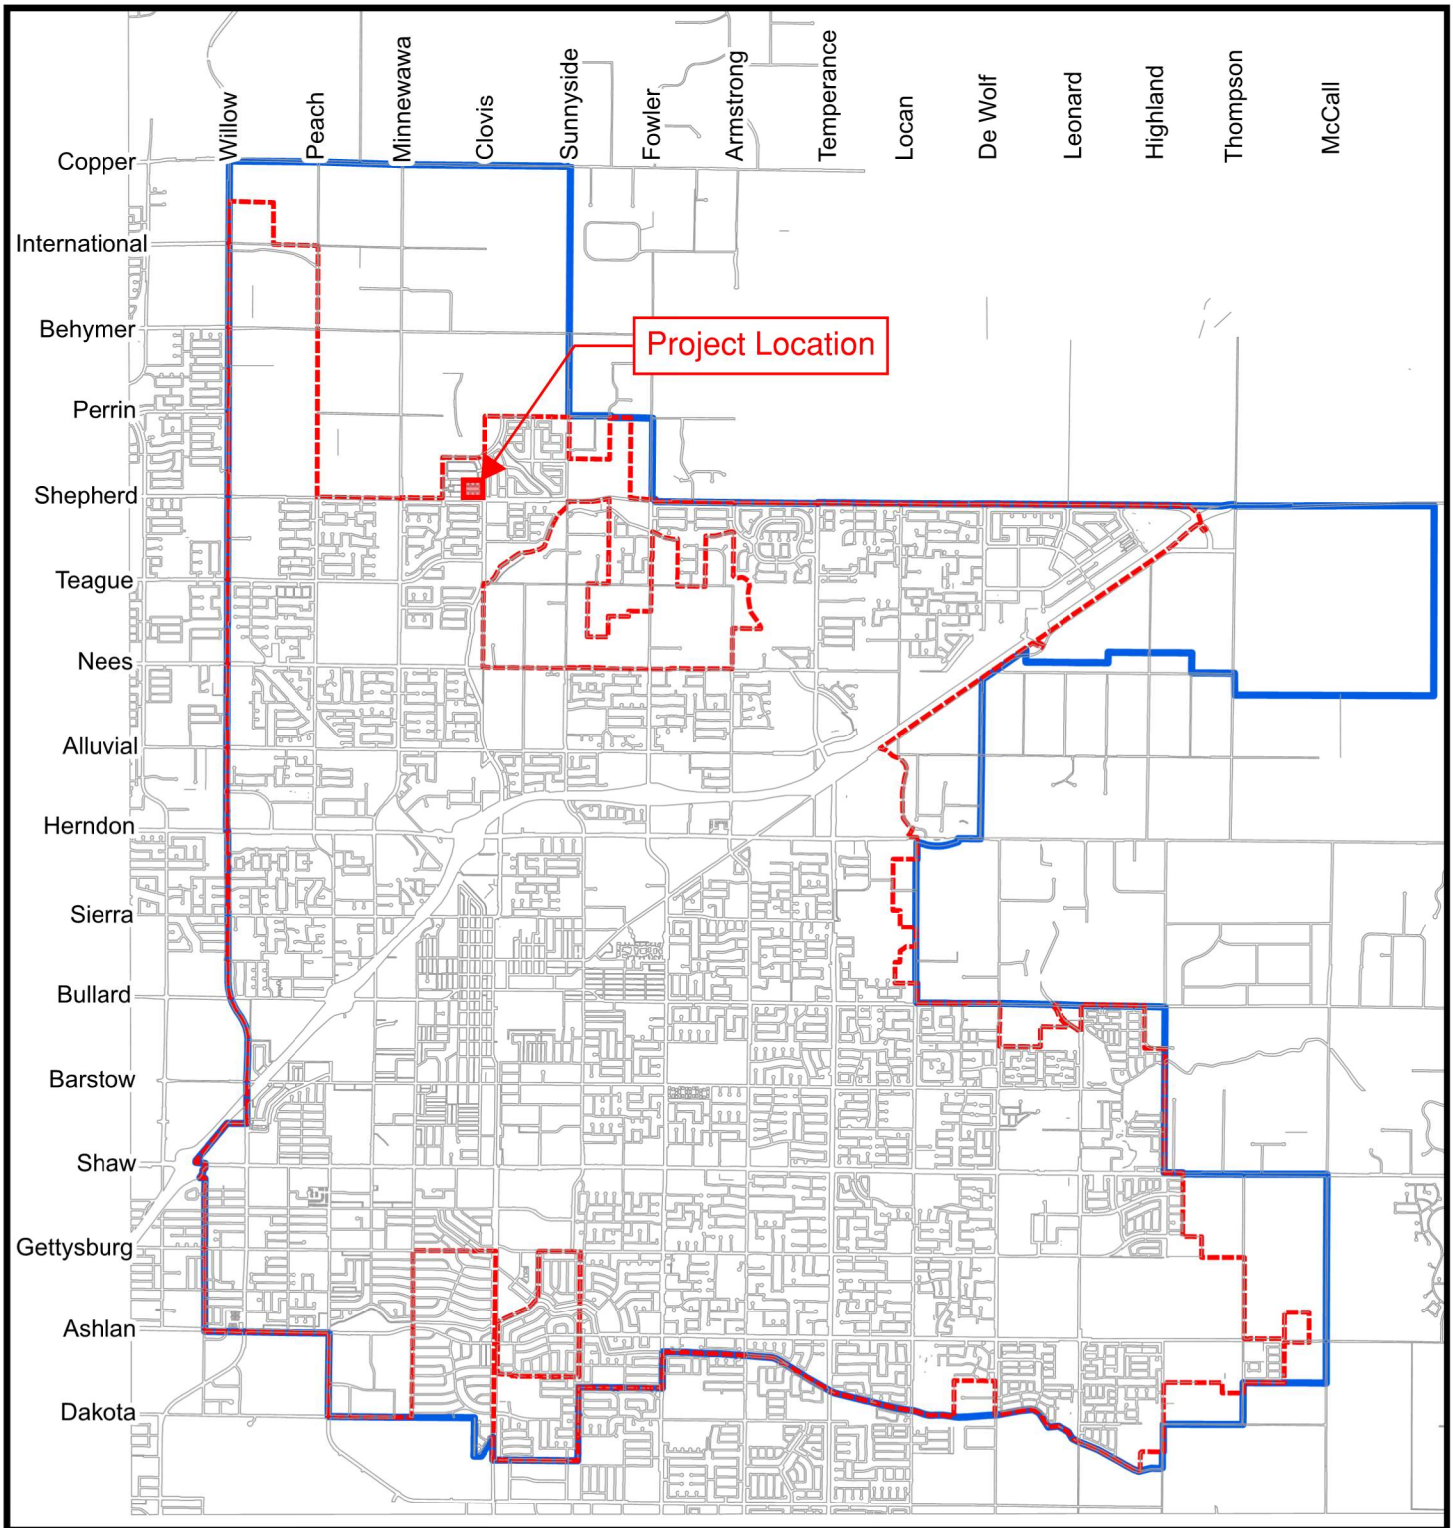 Willow
Peach
Minnewawa
Clovis
Sunnyside
Fowler
Armstrong
Temperance
Locan
De Wolf
Leonard
Highland
Thompson
McCall
Copper
International
Behymer
Project Location
Perrin
Shepherd
Teague
Nees
Alluvial
Herndon
Sierra
Bullard
Barstow
Shaw
Gettysburg
Ashlan
Dakota